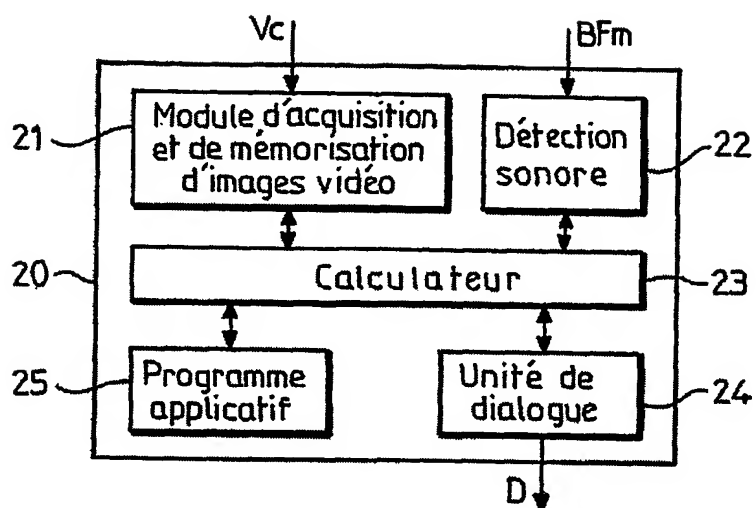 Vc
BFm
21
Module d'acquisition
et de mémorisation
d'images vidéo
Détection
sonore
22
20
Calculateur
23
25
Programme
applicatif
Unité de
dialogue
24
D